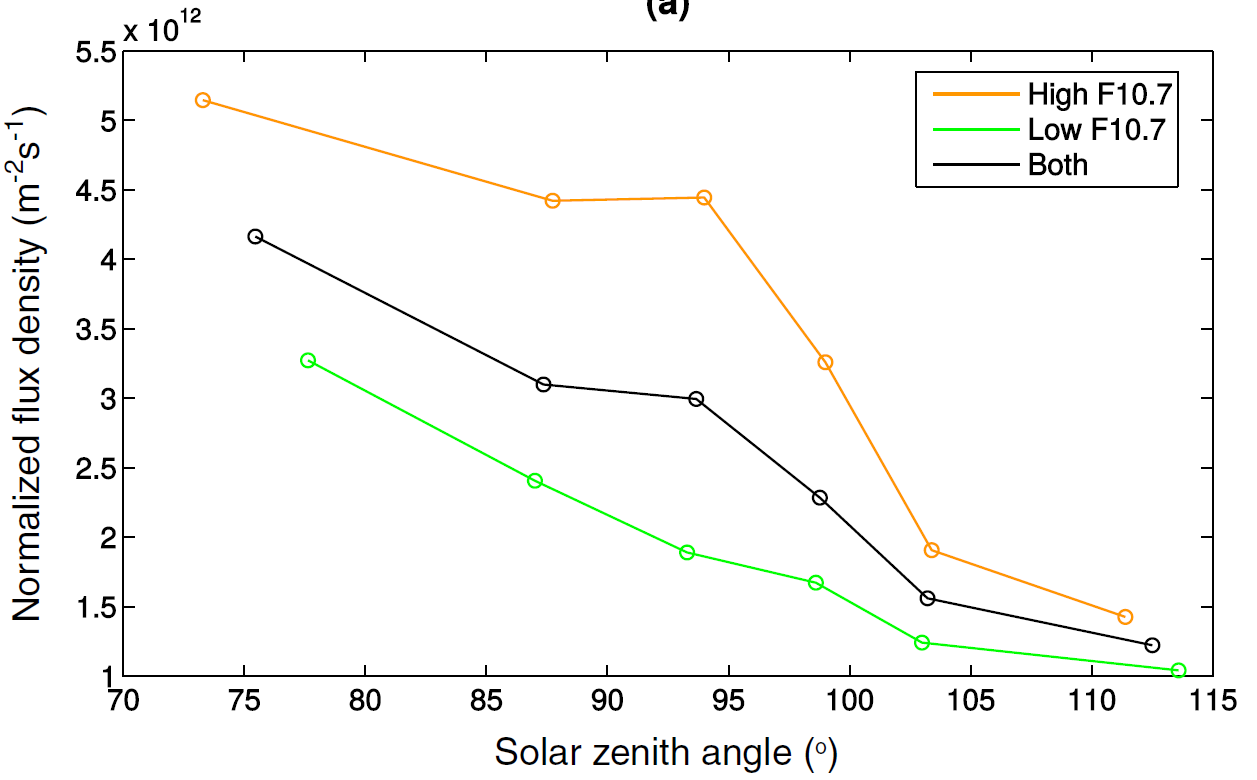 (a)
x 10^12
5.5
5
4.5
4
3.5
3
2.5
2
1.5
1
Normalized flux density (m^-2s^-1)
High F10.7
Low F10.7
Both
70 75 80 85 90 95 100 105 110 115
Solar zenith angle (°)